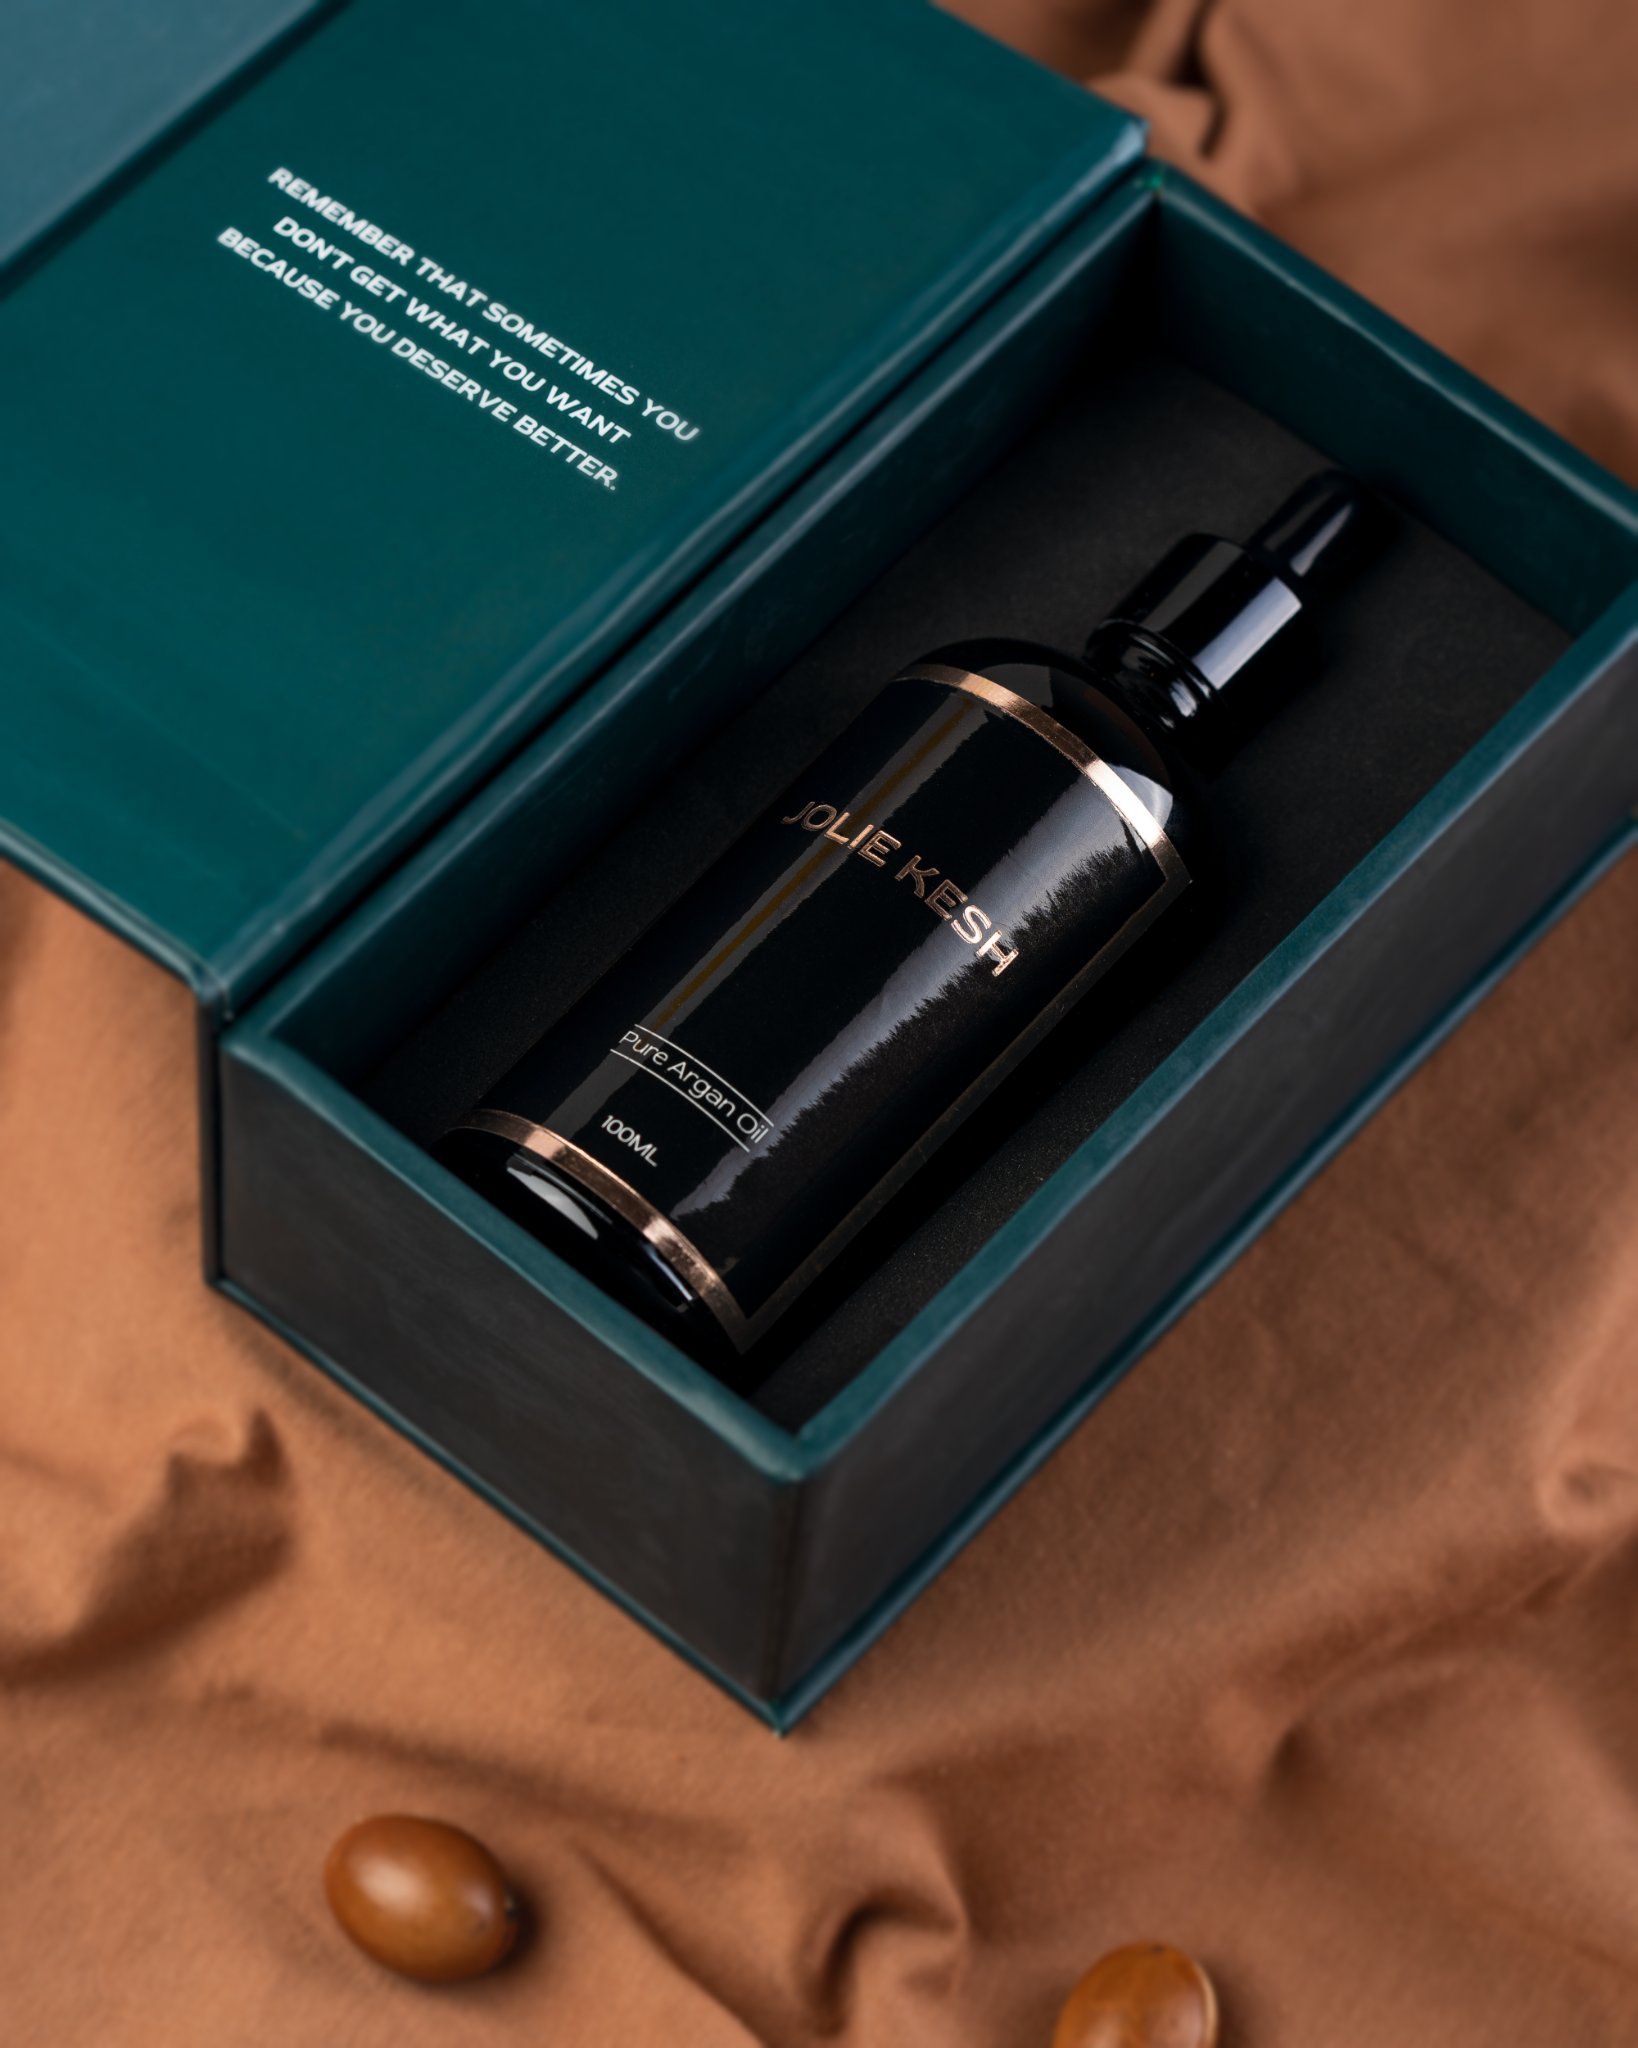 REMEMBER THAT SOMETIMES YOU
DON'T GET WHAT YOU WANT
BECAUSE YOU DESERVE BETTER.
JOLIE KESH
Pure Argan Oil
100ML